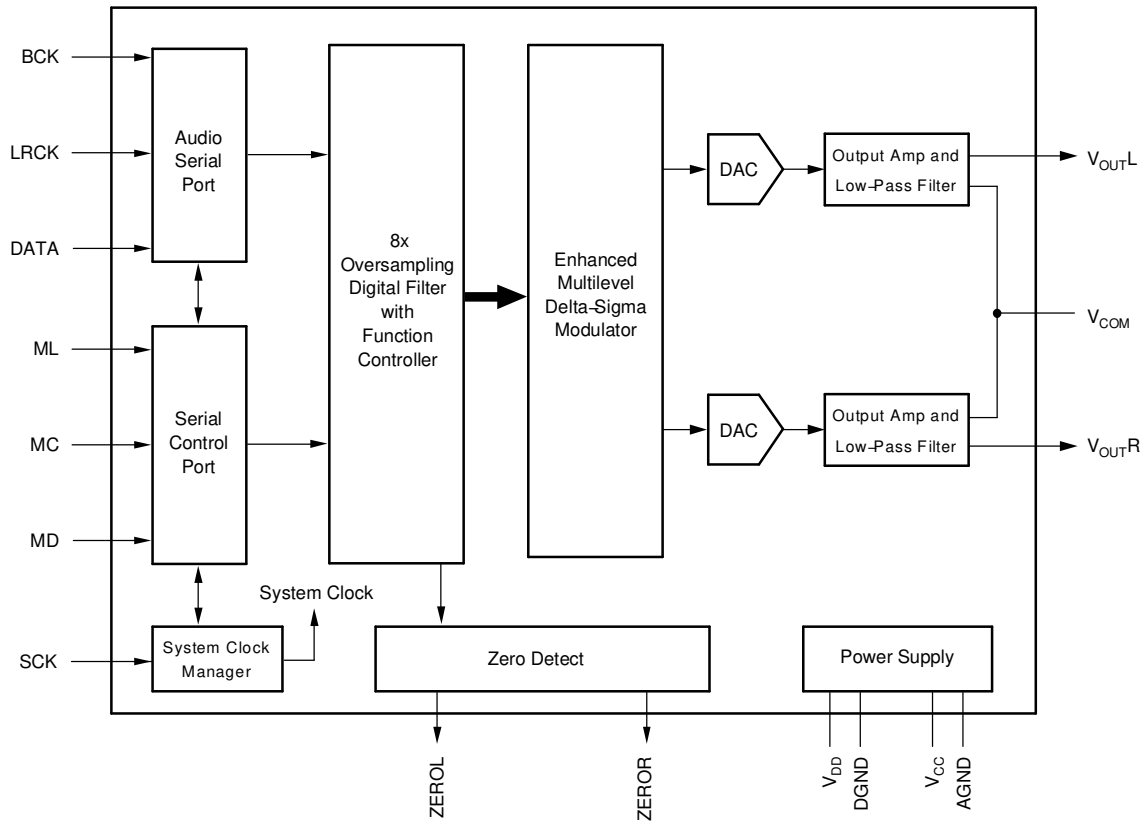 BCK
LRCK
DATA
ML
MC
MD
SCK
Audio
Serial
Port
Serial
Control
Port
System Clock
Manager
System Clock
8x
Oversampling
Digital Filter
with
Function
Controller
Enhanced
Multilevel
Delta-Sigma
Modulator
DAC
Output Amp and
Low-Pass Filter
DAC
Output Amp and
Low-Pass Filter
VOUTL
VCOM
VOUTR
Zero Detect
Power Supply
ZEROL
ZEROR
VDD
DGND
VCC
AGND